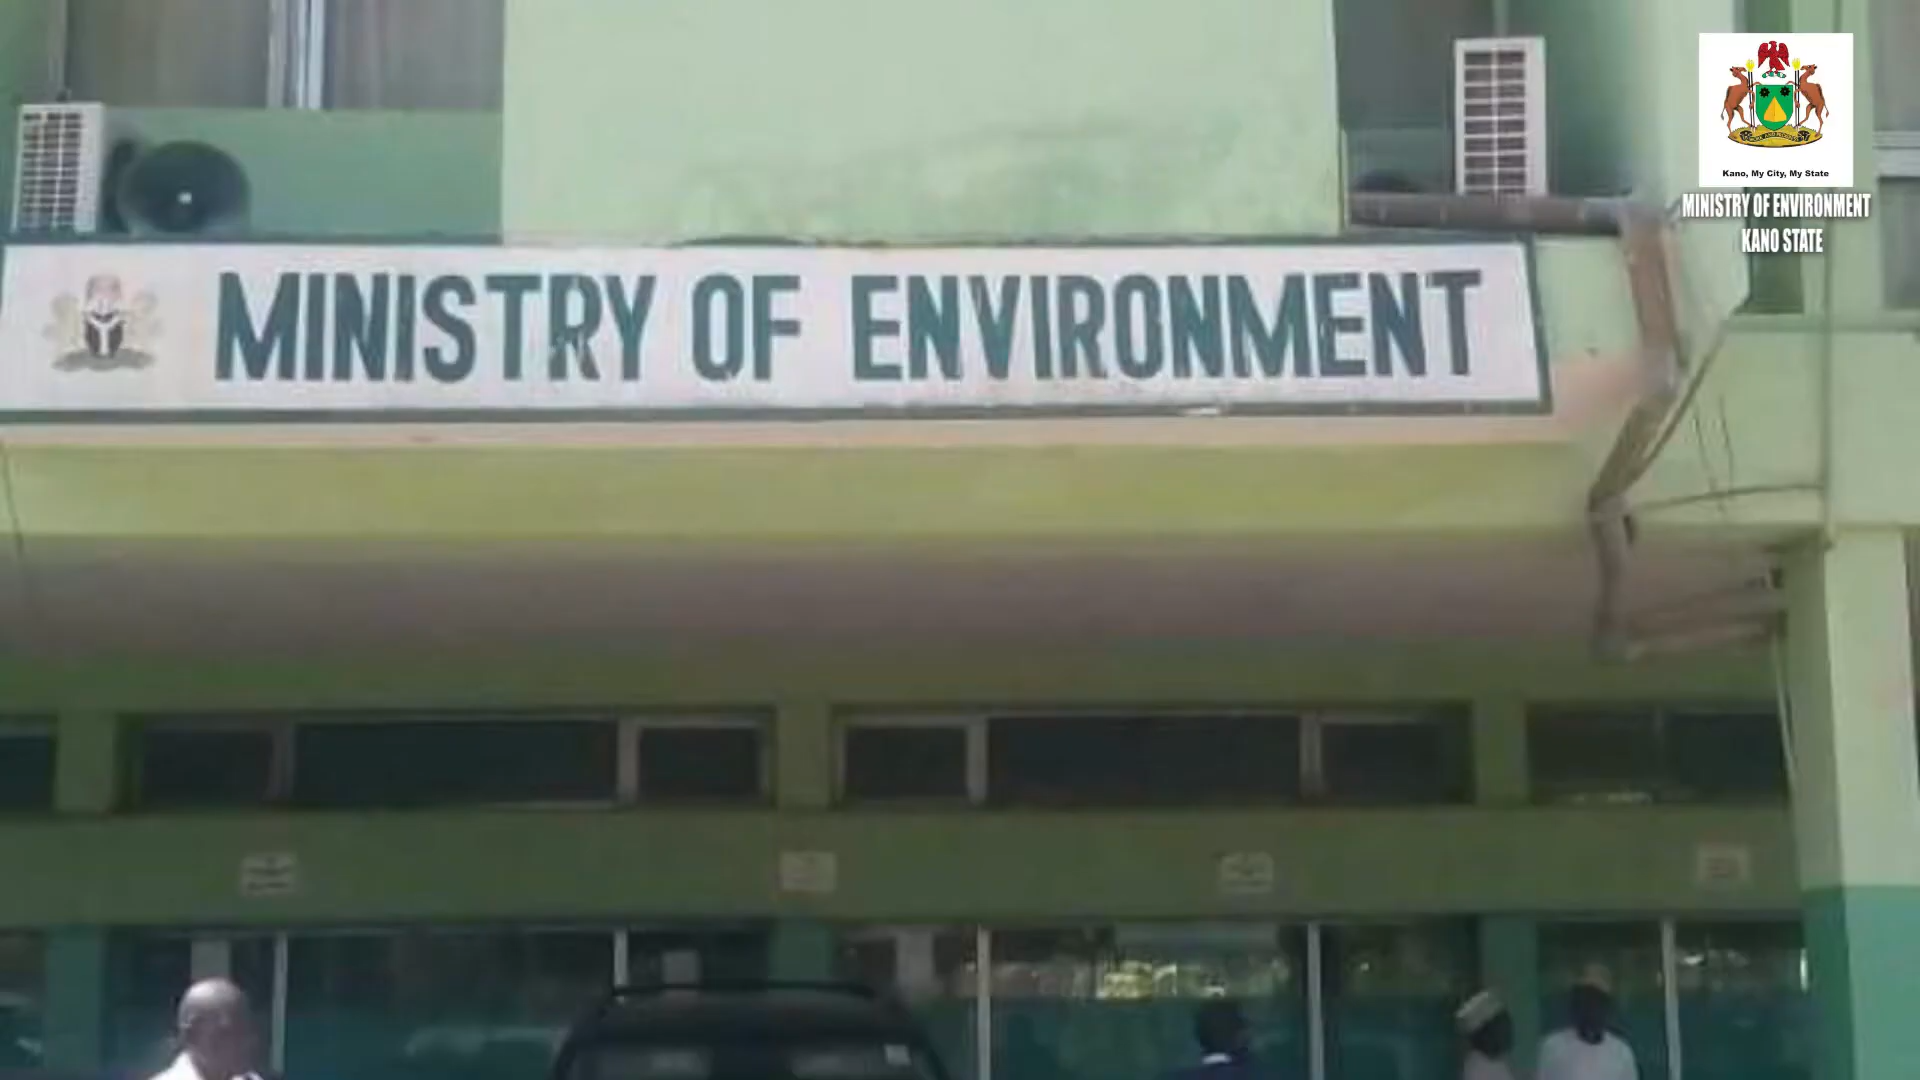 MINISTRY OF ENVIRONMENT
Kano, My City, My State
MINISTRY OF ENVIRONMENT
KANO STATE